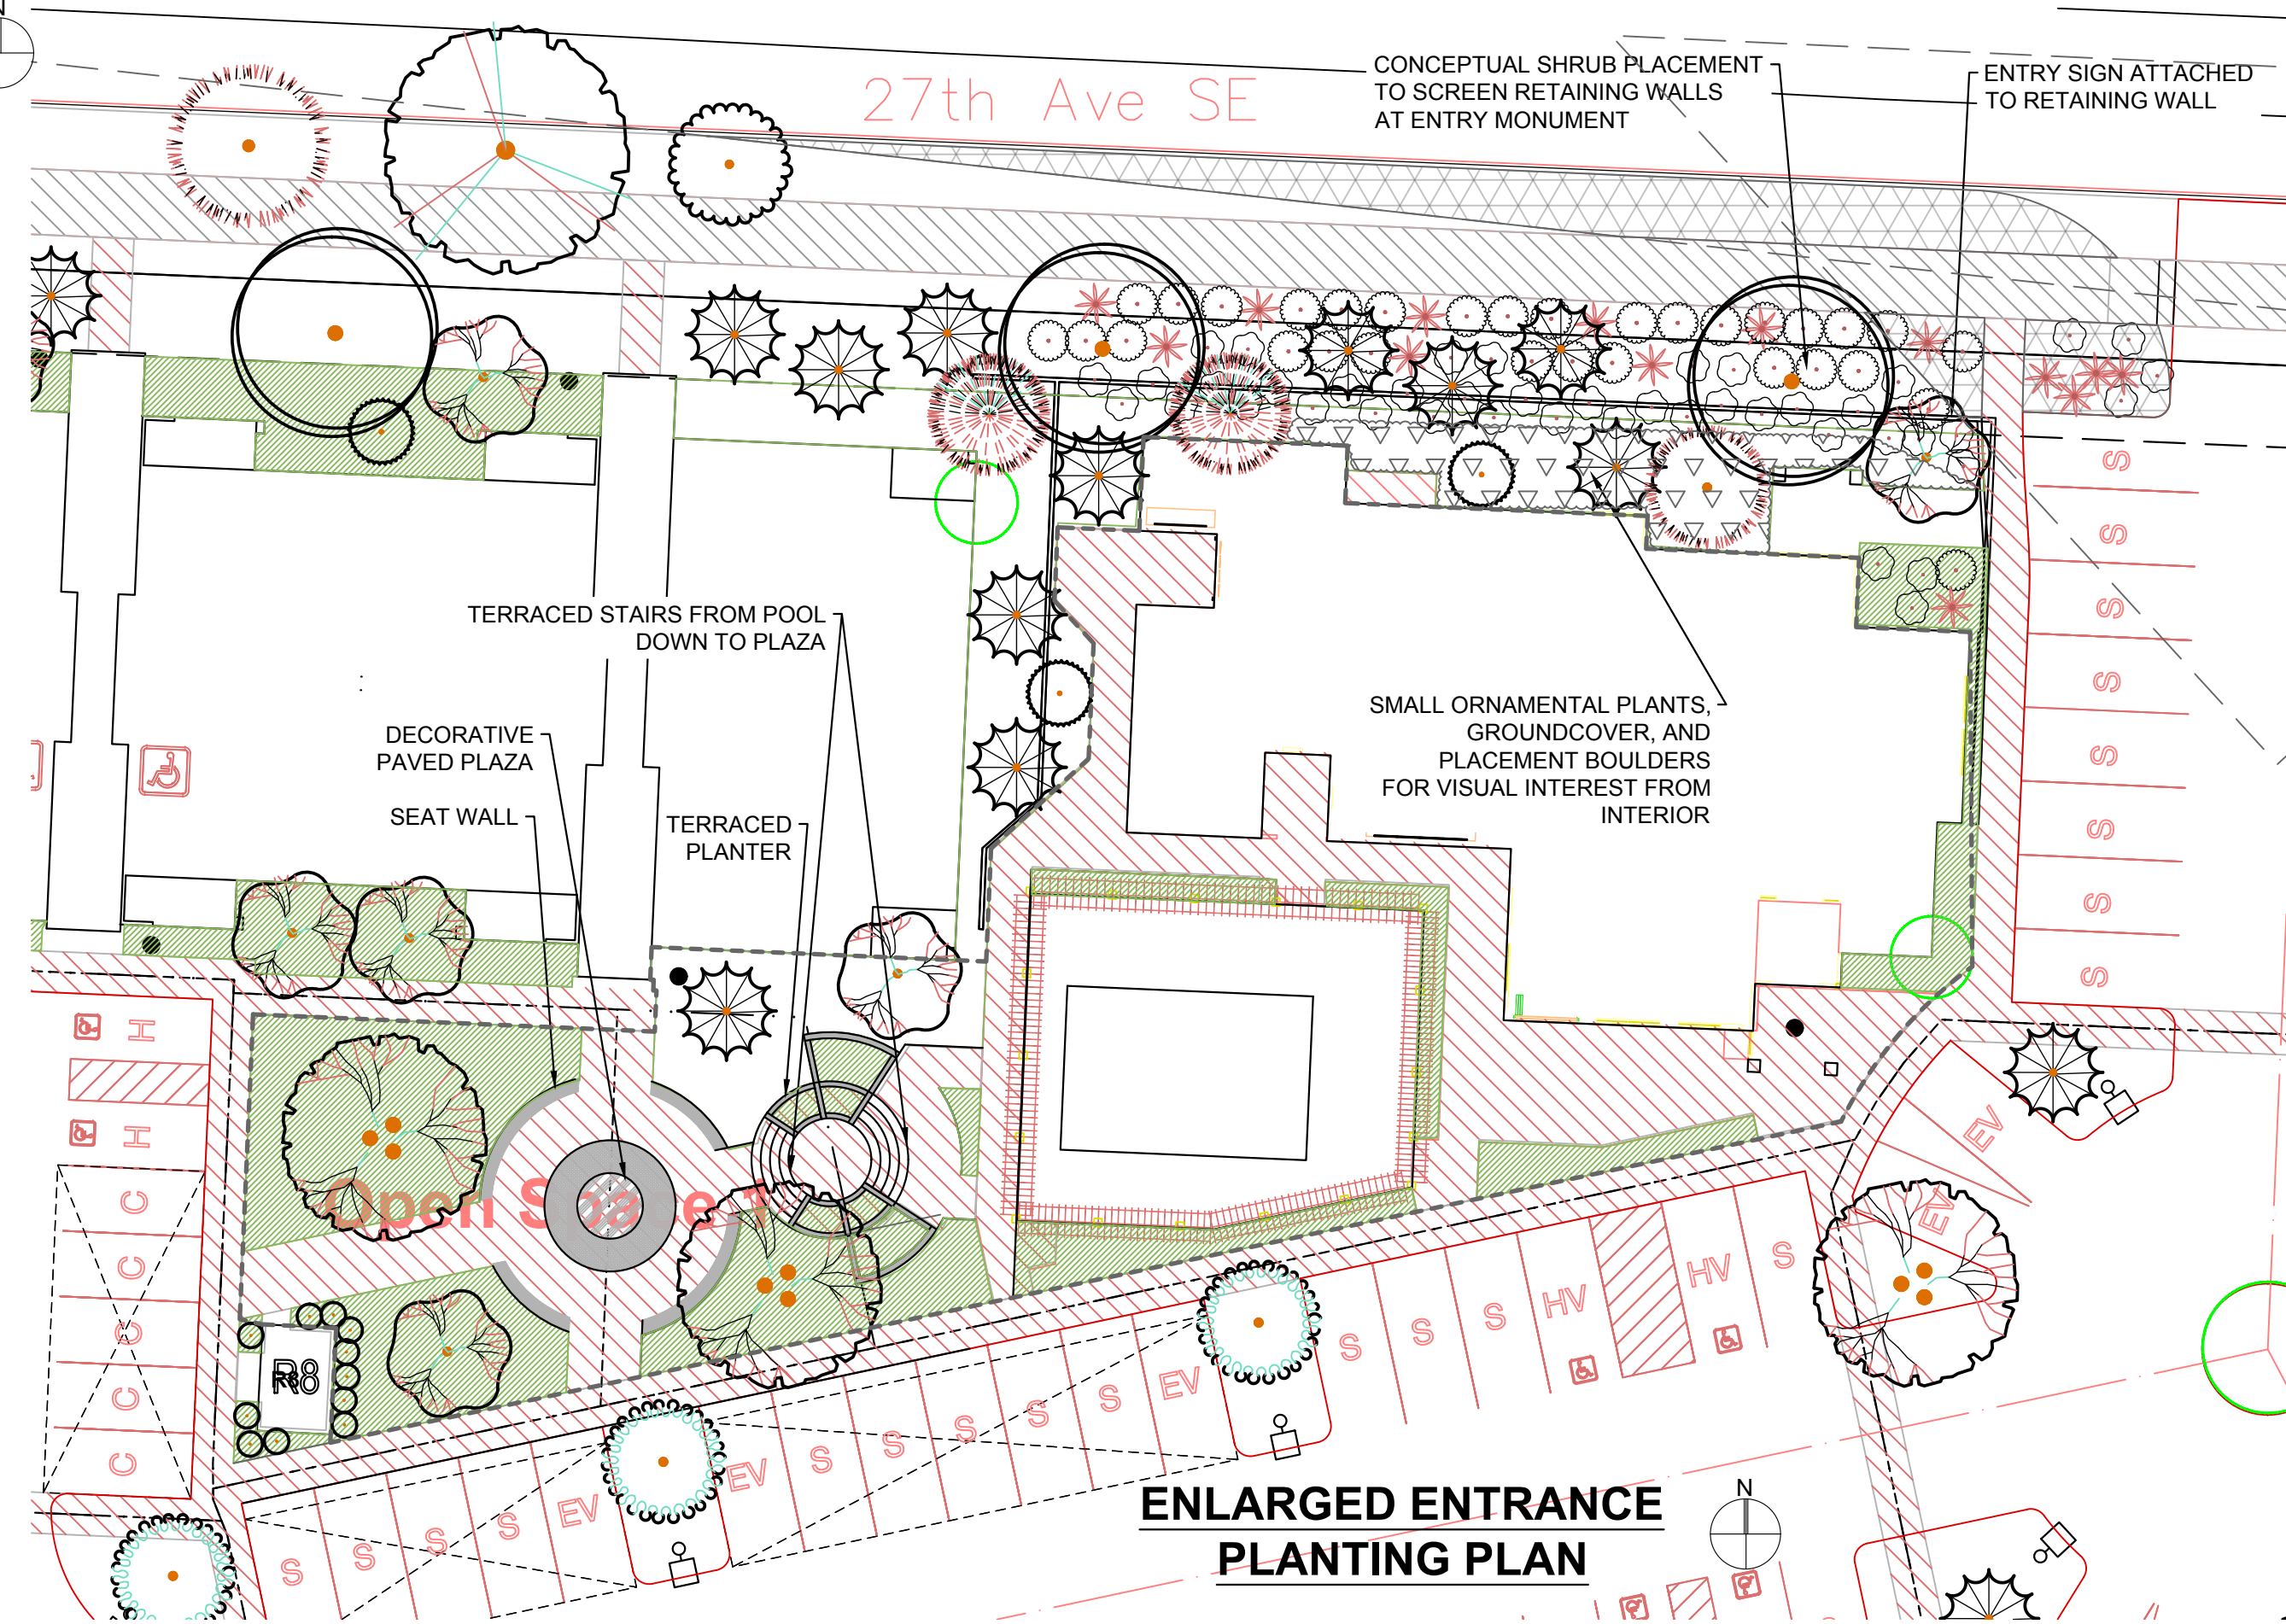 N
27th Ave SE
CONCEPTUAL SHRUB PLACEMENT
TO SCREEN RETAINING WALLS
AT ENTRY MONUMENT
ENTRY SIGN ATTACHED
TO RETAINING WALL
TERRACED STAIRS FROM POOL
DOWN TO PLAZA
DECORATIVE
PAVED PLAZA
SEAT WALL
TERRACED
PLANTER
SMALL ORNAMENTAL PLANTS,
GROUNDCOVER, AND
PLACEMENT BOULDERS
FOR VISUAL INTEREST FROM
INTERIOR
S
S
S
S
S
S
S
S
H
H
C
C
C
C
C
Open Space 1
R8
EV
EV
S
S
S
S
EV
EV
S
S
S
S
S
EV
S
S
S
HV
HV
S
ENLARGED ENTRANCE
PLANTING PLAN
N